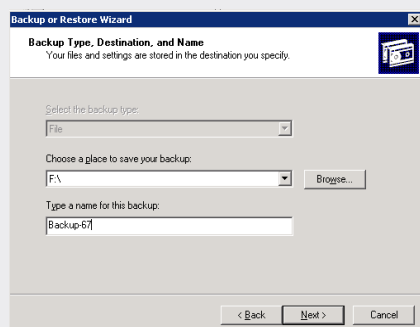 Backup or Restore Wizard
Backup Type, Destination, and Name
Your files and settings are stored in the destination you specify.
Select the backup type:
File
Choose a place to save your backup:
F:\
Browse...
Type a name for this backup:
Backup-67
< Back
Next >
Cancel